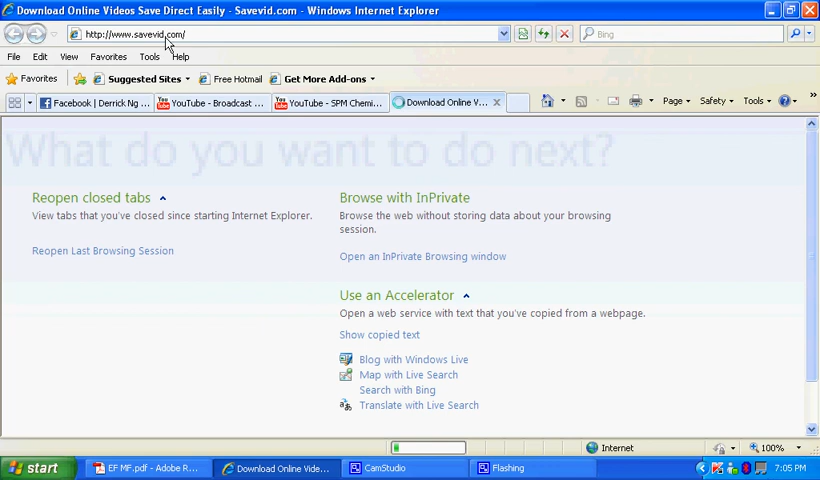 Download Online Videos Save Direct Easily - Savevid.com - Windows Internet Explorer
http://www.savevid.com/
Bing
File Edit View Favorites Tools Help
Favorites Suggested Sites Free Hotmail Get More Add-ons
Facebook | Derrick Ng ... YouTube - Broadcast ... YouTube - SPM Chemi... Download Online V... Page Safety Tools
What do you want to do next?
Reopen closed tabs
View tabs that you've closed since starting Internet Explorer.
Reopen Last Browsing Session
Browse with InPrivate
Browse the web without storing data about your browsing
session.
Open an InPrivate Browsing window
Use an Accelerator
Open a web service with text that you've copied from a webpage.
Show copied text
Blog with Windows Live
Map with Live Search
Search with Bing
Translate with Live Search
Internet 100%
start EF MF.pdf - Adobe R... Download Online Vide... CamStudio Flashing 7:05 PM